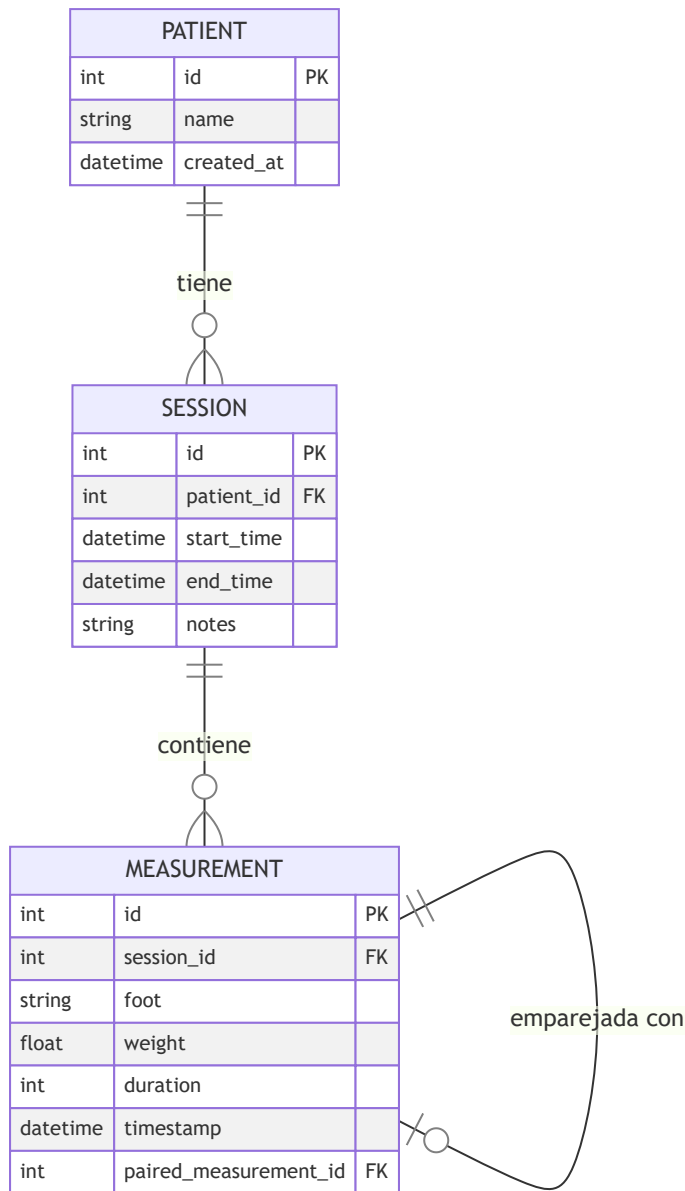 PATIENT
int id PK
string name
datetime created_at
tiene
SESSION
int id PK
int patient_id FK
datetime start_time
datetime end_time
string notes
contiene
MEASUREMENT
int id PK
int session_id FK
string foot
float weight
emparejada con
int duration
datetime timestamp
int paired_measurement_id FK